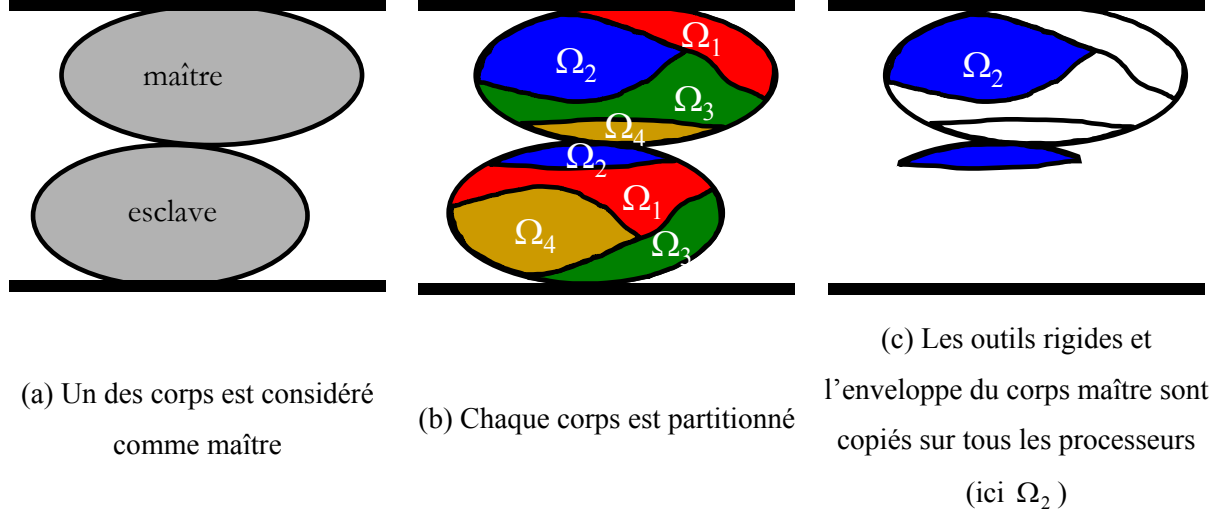 maître
esclave
Ω₁
Ω₂
Ω₃
Ω₄
Ω₂
Ω₁
Ω₄
Ω₃
Ω₂
(a) Un des corps est considéré
comme maître
(b) Chaque corps est partitionné
(c) Les outils rigides et
l’enveloppe du corps maître sont
copiés sur tous les processeurs
(ici Ω₂ )